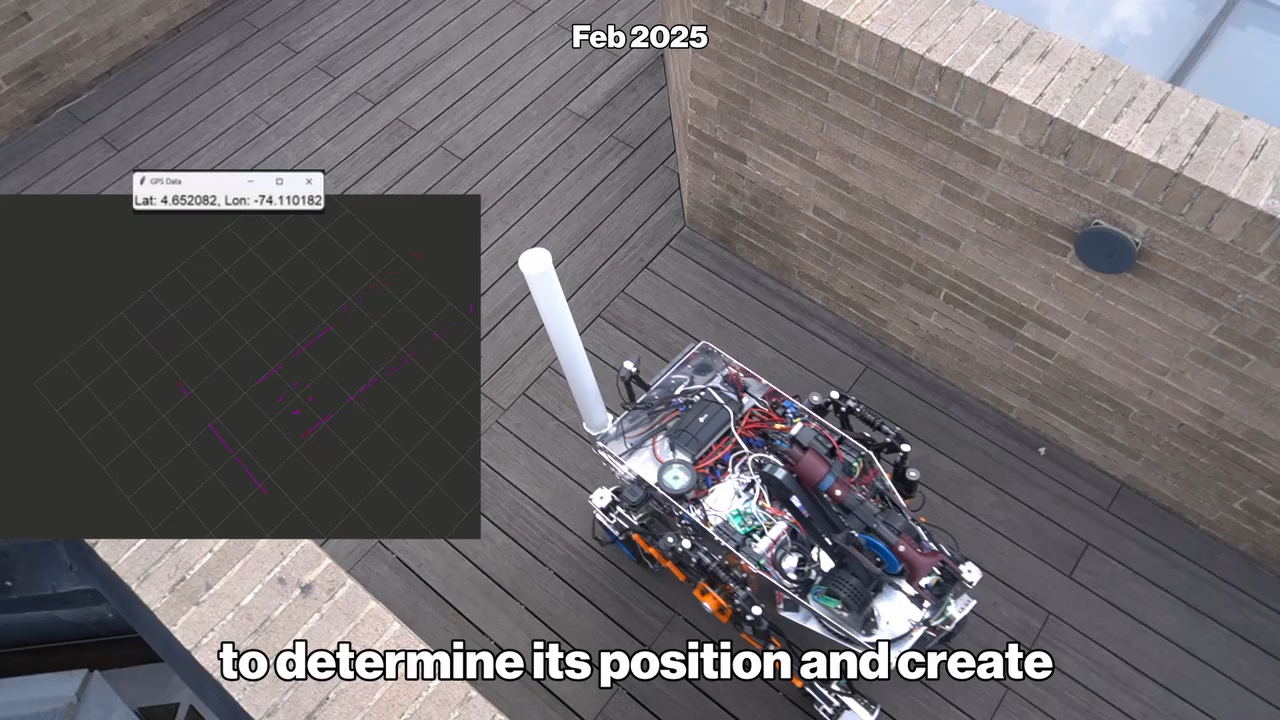 Feb 2025
GPS Data
Lat: 4.652082, Lon: -74.110182
to determine its position and create